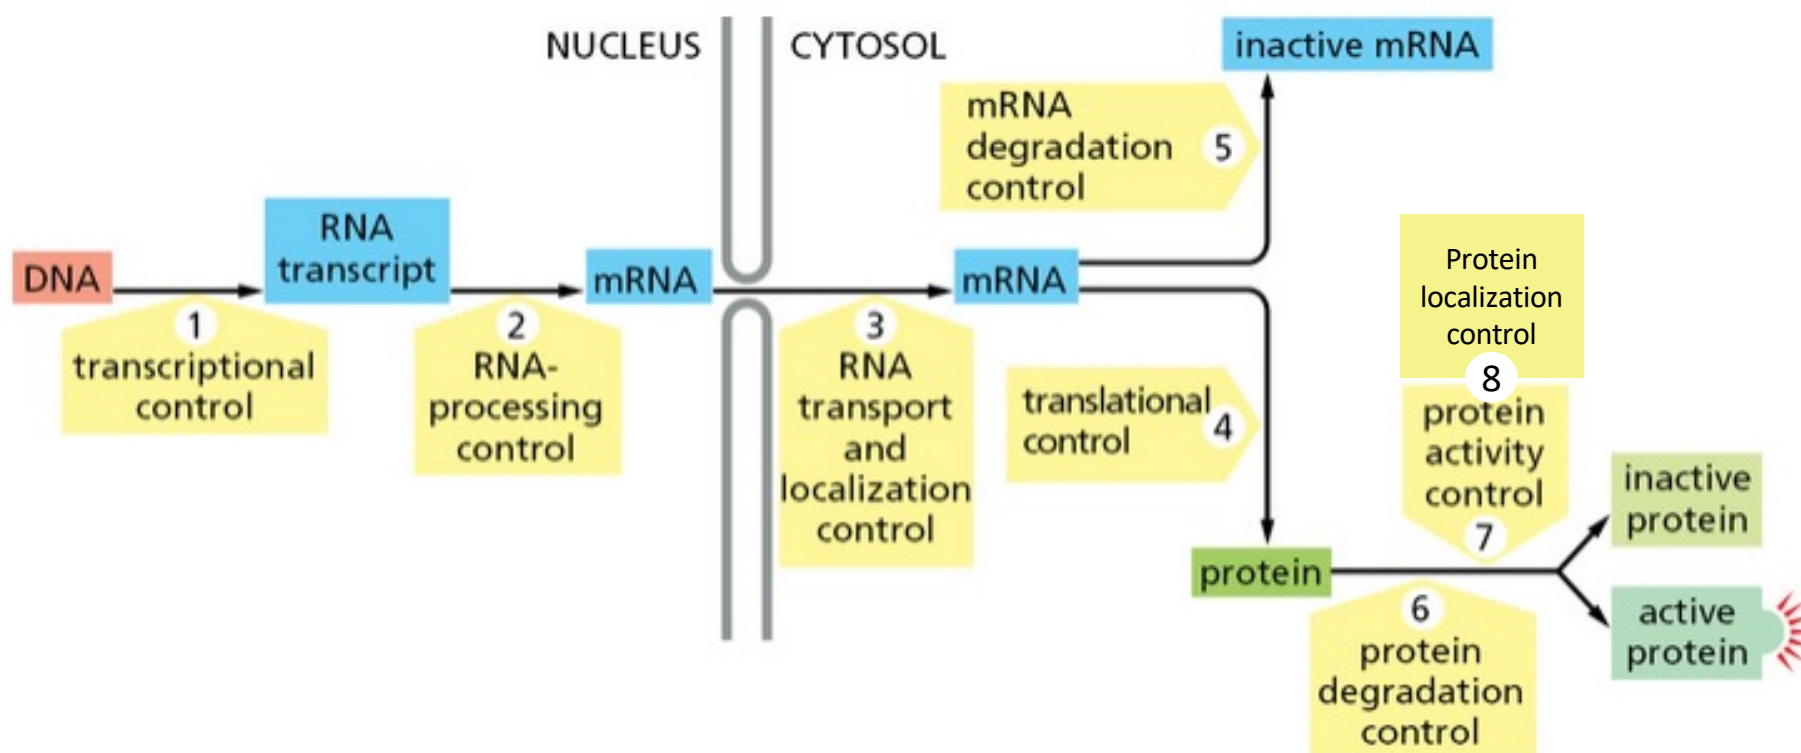 NUCLEUS
CYTOSOL
inactive mRNA
mRNA
degradation
control
5
DNA
RNA
transcript
mRNA
mRNA
1
transcriptional
control
2
RNA-
processing
control
3
RNA
transport
and
localization
control
translational
control
4
Protein
localization
control
8
protein
activity
control
7
inactive
protein
protein
6
protein
degradation
control
active
protein